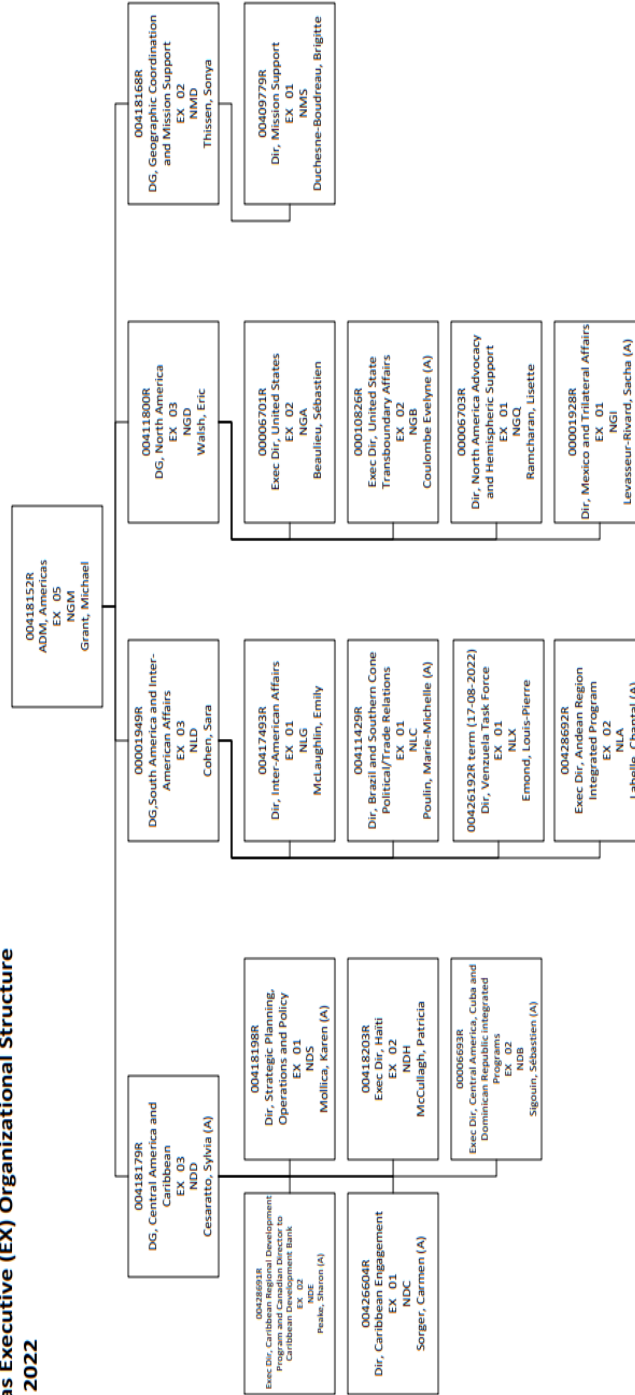 as Executive (EX) Organizational Structure
2022
00418152R
ADM, Americas
EX 05
NGM
Grant, Michael
00418179R
DG, Central America and
Caribbean
EX 03
NDD
Cesaratto, Sylvia (A)
00001949R
DG,South America and Inter-
American Affairs
EX 03
NLD
Cohen, Sara
00411800R
DG, North America
EX 03
NGD
Walsh, Eric
00418168R
DG, Geographic Coordination
and Mission Support
EX 02
NMD
Thissen, Sonya
00428691R
Exec Dir, Caribbean Regional Development
Program and Canadian Director to
Caribbean Development Bank
EX 02
NDE
Peake, Sharon (A)
00418198R
Dir, Strategic Planning,
Operations and Policy
EX 01
NDS
Mollica, Karen (A)
00417493R
Dir, Inter-American Affairs
EX 01
NLG
McLaughlin, Emily
00006701R
Exec Dir, United States
EX 02
NGA
Beaulieu, Sébastien
00409779R
Dir, Mission Support
EX 01
NMS
Duchesne-Boudreau, Brigitte
00426604R
Dir, Caribbean Engagement
EX 01
NDC
Sorger, Carmen (A)
00418203R
Exec Dir, Haïti
EX 02
NDH
McCullagh, Patricia
00411429R
Dir, Brazil and Southern Cone
Political/Trade Relations
EX 01
NLC
Poulin, Marie-Michelle (A)
00010826R
Exec Dir, United State
Transboundary Affairs
EX 02
NGB
Coulombe Evelyne (A)
00006693R
Exec Dir, Central America, Cuba and
Dominican Republic integrated
Programs
EX 02
NDB
Sigouin, Sébastien (A)
00426192R term (17-08-2022)
Dir, Venzuela Task Force
EX 01
NLX
Emond, Louis-Pierre
00006703R
Dir, North America Advocacy
and Hemispheric Support
EX 01
NGQ
Ramcharan, Lisette
00428692R
Exec Dir, Andean Region
Integrated Program
EX 02
NLA
Labelle, Chantal (A)
00001928R
Dir, Mexico and Trilateral Affairs
EX 01
NGI
Levasseur-Rivard, Sacha (A)